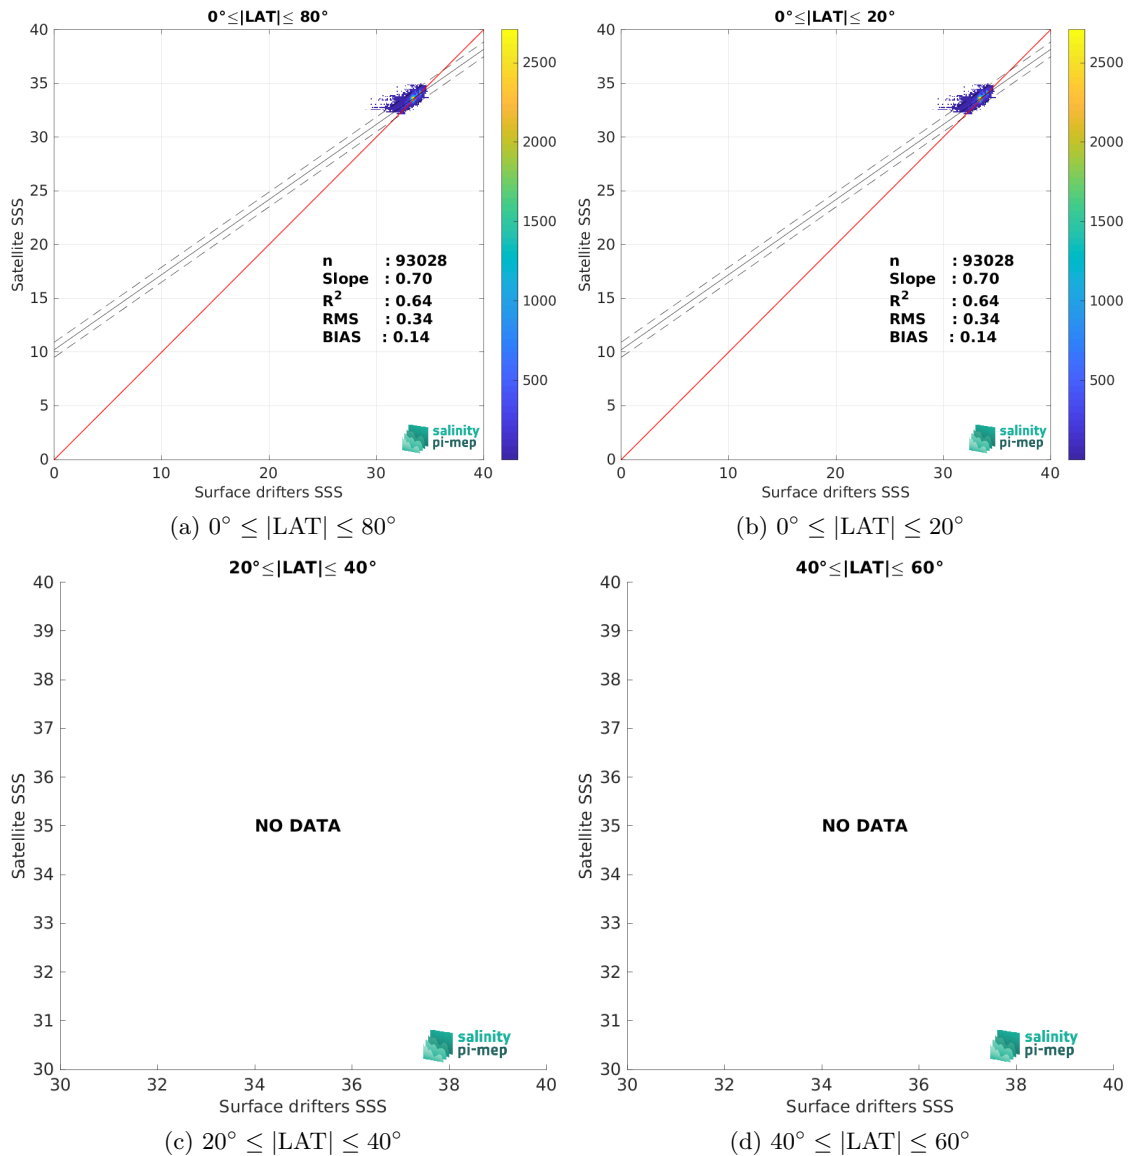 0°≤|LAT|≤ 80°
40
35
30
25
20
15
10
5
0
0
10
20
30
40
Satellite SSS
Surface drifters SSS
n : 93028
Slope : 0.70
R² : 0.64
RMS : 0.34
BIAS : 0.14
salinity
pi-mep
2500
2000
1500
1000
500
(a) 0° ≤ |LAT| ≤ 80°
0°≤|LAT|≤ 20°
40
35
30
25
20
15
10
5
0
0
10
20
30
40
Satellite SSS
Surface drifters SSS
n : 93028
Slope : 0.70
R² : 0.64
RMS : 0.34
BIAS : 0.14
salinity
pi-mep
2500
2000
1500
1000
500
(b) 0° ≤ |LAT| ≤ 20°
20°≤|LAT|≤ 40°
40
39
38
37
36
35
34
33
32
31
30
30
32
34
36
38
40
Satellite SSS
NO DATA
salinity
pi-mep
Surface drifters SSS
(c) 20° ≤ |LAT| ≤ 40°
40°≤|LAT|≤ 60°
40
39
38
37
36
35
34
33
32
31
30
30
32
34
36
38
40
Satellite SSS
NO DATA
salinity
pi-mep
Surface drifters SSS
(d) 40° ≤ |LAT| ≤ 60°